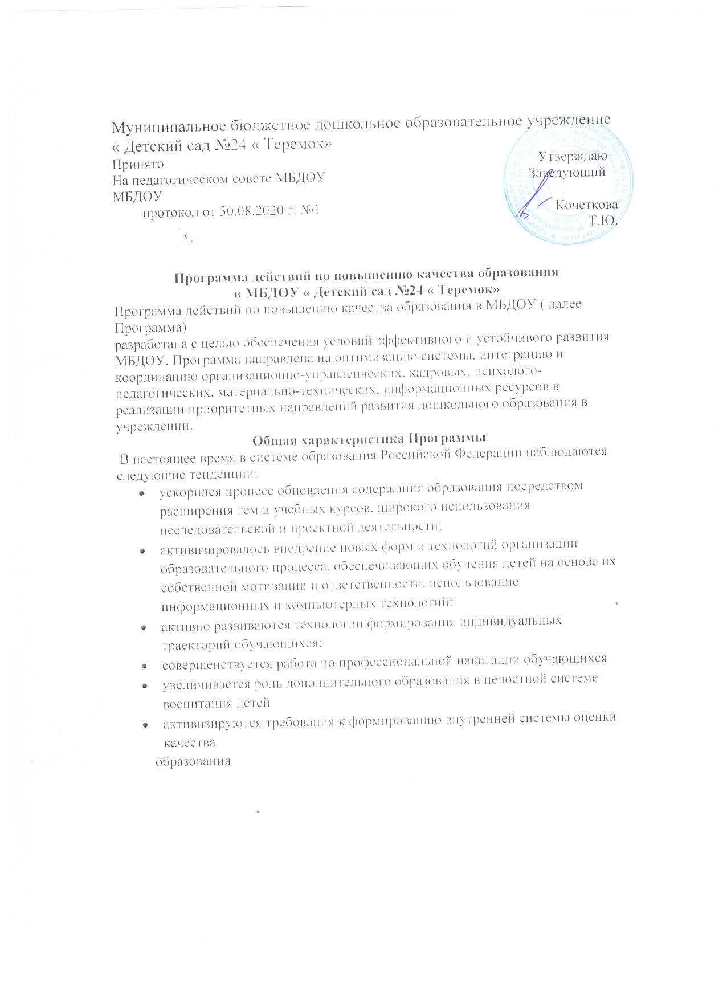 Муниципальное бюджетное дошкольное образовательное учреждение
« Детский сад №24 « Теремок»
Принято
Утверждаю
На педагогическом совете МБДОУ
Заведующий
МБДОУ
Кочеткова
протокол от 30.08.2020 г. №1
Т.Ю.
Программа действий по повышению качества образования
в МБДОУ « Детский сад №24 « Теремок»
Программа действий по повышению качества образования в МБДОУ ( далее
Программа)
разработана с целью обеспечения условий эффективного и устойчивого развития
МБДОУ. Программа направлена на оптимизацию системы, интеграцию и
координацию организационно-управленческих, кадровых, психолого-
педагогических, материально-технических, информационных ресурсов в
реализации приоритетных направлений развития дошкольного образования в
учреждении.
Общая характеристика Программы
В настоящее время в системе образования Российской Федерации наблюдаются
следующие тенденции:
• ускорился процесс обновления содержания образования посредством
расширения тем и учебных курсов, широкого использования
исследовательской и проектной деятельности;
• активизировалось внедрение новых форм и технологий организации
образовательного процесса, обеспечивающих обучения детей на основе их
собственной мотивации и ответственности, использование
информационных и компьютерных технологий;
• активно развиваются технологии формирования индивидуальных
траекторий обучающихся;
• совершенствуется работа по профессиональной навигации обучающихся
• увеличивается роль дополнительного образования в целостной системе
воспитания детей
• активизируются требования к формированию внутренней системы оценки
качества
образования